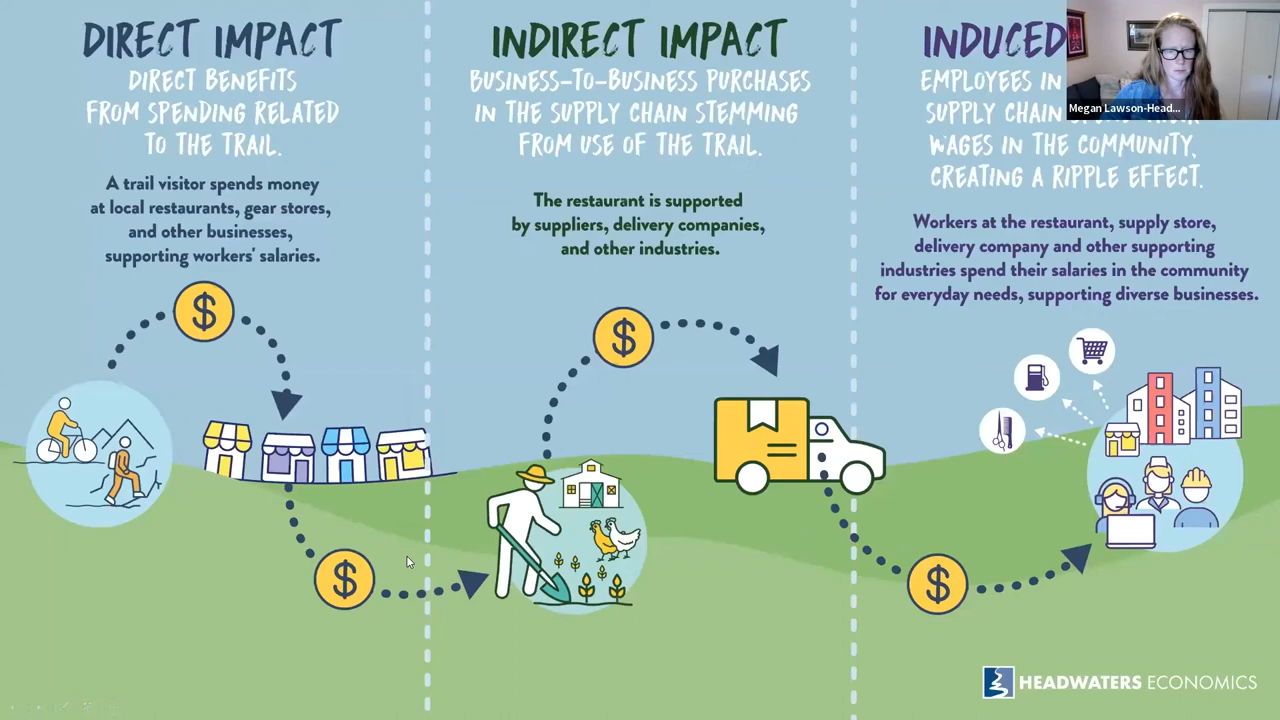 DIRECT IMPACT
DIRECT BENEFITS
FROM SPENDING RELATED
TO THE TRAIL.
A trail visitor spends money
at local restaurants, gear stores,
and other businesses,
supporting workers' salaries.
$
$
INDIRECT IMPACT
BUSINESS-TO-BUSINESS PURCHASES
IN THE SUPPLY CHAIN STEMMING
FROM USE OF THE TRAIL.
The restaurant is supported
by suppliers, delivery companies,
and other industries.
$
INDUCED
EMPLOYEES IN
SUPPLY CHAIN
WAGES IN THE COMMUNITY,
CREATING A RIPPLE EFFECT.
Workers at the restaurant, supply store,
delivery company and other supporting
industries spend their salaries in the community
for everyday needs, supporting diverse businesses.
$
Megan Lawson-Head...
HEADWATERS ECONOMICS